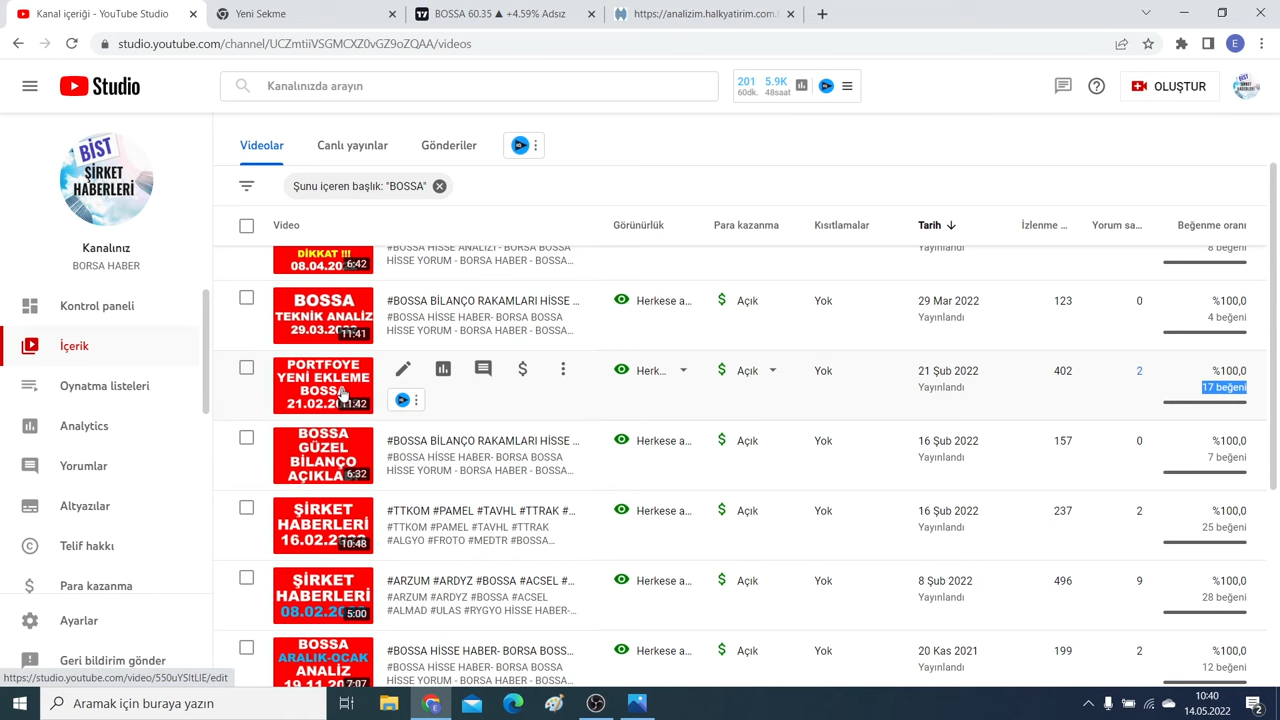 Kanal içeriği - YouTube Studio
Yeni Sekme
BOSSA 60.35 ▲ +4.59% Adsız
https://analizim.halkyatirim.com.t
studio.youtube.com/channel/UCZmtiiVSGMCXZ0vGZ9oZQAA/videos
E
Studio
Kanalınızda arayın
201 5.9K
60dk. 48saat
OLUŞTUR
BİST
ŞİRKET
HABERLERİ
Kanalınız
BORSA HABER
Kontrol paneli
İçerik
Oynatma listeleri
Analytics
Yorumlar
Altyazılar
Telif hakkı
Para kazanma
Ayarlar
Geri bildirim gönder
Videolar
Canlı yayınlar
Gönderiler
Şunu içeren başlık: "BOSSA"
Video
Görünürlük
Para kazanma
Kısıtlamalar
Tarih
İzlenme ...
Yorum sa...
Beğenme oranı
DİKKAT !!!
08.04.20
6:42
#BOSSA HİSSE ANALİZİ - BORSA BOSSA
HİSSE YORUM - BORSA HABER - BOSSA...
Yayınlandı
8 beğeni
BOSSA
TEKNİK ANALİZ
29.03.
11:41
#BOSSA BİLANÇO RAKAMLARI HİSSE ...
#BOSSA HİSSE HABER- BORSA BOSSA
HİSSE YORUM - BORSA HABER - BOSSA...
Herkese a...
Açık
Yok
29 Mar 2022
Yayınlandı
123
0
%100,0
4 beğeni
PORTFOYE
YENİ EKLEME
BOSSA
21.02.
:42
Herk...
Açık
Yok
21 Şub 2022
Yayınlandı
402
2
%100,0
17 beğeni
BOSSA
GÜZEL
BİLANÇO
AÇIKLA
6:32
#BOSSA BİLANÇO RAKAMLARI HİSSE ...
#BOSSA HİSSE HABER- BORSA BOSSA
HİSSE YORUM - BORSA HABER - BOSSA...
Herkese a...
Açık
Yok
16 Şub 2022
Yayınlandı
157
0
%100,0
7 beğeni
ŞİRKET
HABERLERİ
16.02.
10:48
#TTKOM #PAMEL #TAVHL #TTRAK #...
#TTKOM #PAMEL #TAVHL #TTRAK
#ALGYO #FROTO #MEDTR #BOSSA...
Herkese a...
Açık
Yok
16 Şub 2022
Yayınlandı
237
2
%100,0
25 beğeni
ŞİRKET
HABERLERİ
08.02.20
5:00
#ARZUM #ARDYZ #BOSSA #ACSEL #...
#ARZUM #ARDYZ #BOSSA #ACSEL
#ALMAD #ULAS #RYGYO HİSSE HABER-...
Herkese a...
Açık
Yok
8 Şub 2022
Yayınlandı
496
9
%100,0
28 beğeni
BOSSA
ARALIK-OCAK
ANALİZ
19.11.20
7:07
#BOSSA HİSSE HABER- BORSA BOSS...
#BOSSA HİSSE HABER- BORSA BOSSA
HİSSE YORUM - BORSA HABER - BOSSA...
Herkese a...
Açık
Yok
20 Kas 2021
Yayınlandı
199
2
%100,0
12 beğeni
https://studio.youtube.com/video/550uYSItLIE/edit
Aramak için buraya yazın
10:40
14.05.2022
2